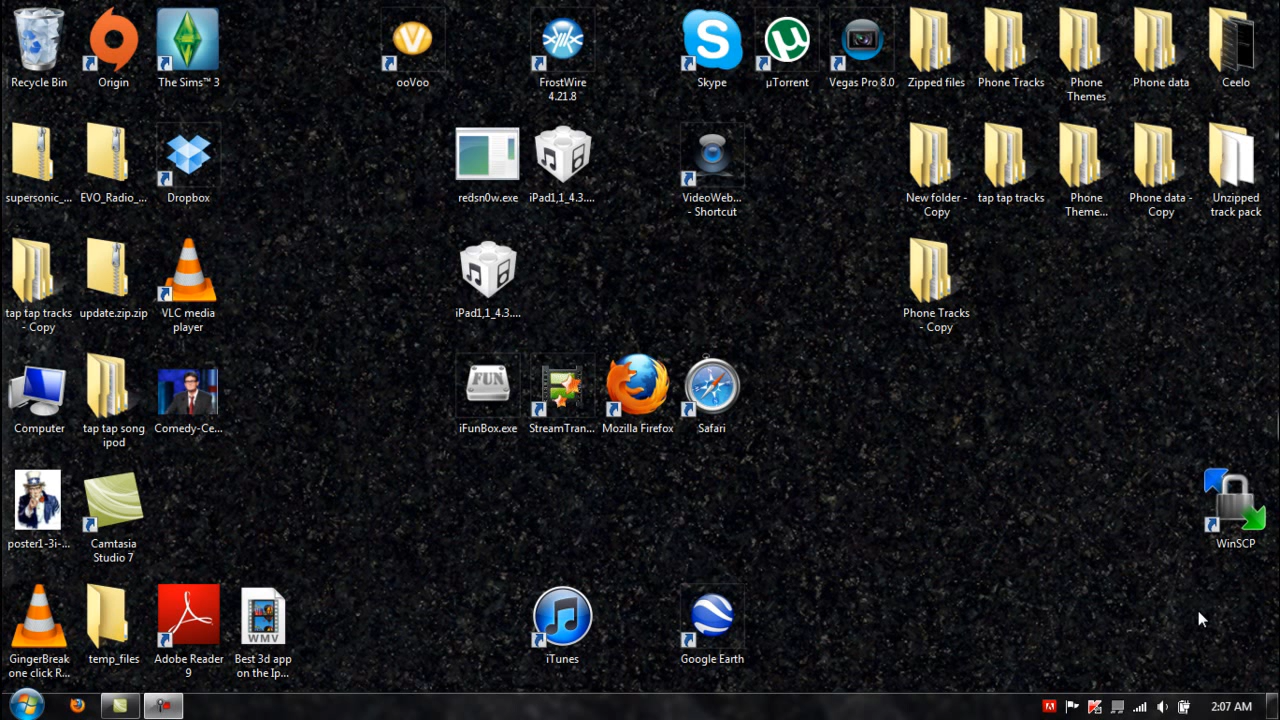 Recycle Bin
Origin
The Sims™ 3
ooVoo
FrostWire
4.21.8
Skype
µTorrent
Vegas Pro 8.0
Zipped files
Phone Tracks
Phone
Themes
Phone data
Ceelo
supersonic_...
EVO_Radio_...
Dropbox
redsn0w.exe
iPad1,1_4.3....
VideoWeb...
- Shortcut
New folder -
Copy
tap tap tracks
Phone
Theme...
Phone data -
Copy
Unzipped
track pack
tap tap tracks
- Copy
update.zip.zip
VLC media
player
iPad1,1_4.3....
Phone Tracks
- Copy
Computer
tap tap song
ipod
Comedy-Ce...
FUN
iFunBox.exe
StreamTran...
Mozilla Firefox
Safari
poster1-3i-...
Camtasia
Studio 7
WinSCP
GingerBreak
one click R...
temp_files
Adobe Reader
9
WMV
Best 3d app
on the Ip...
iTunes
Google Earth
2:07 AM